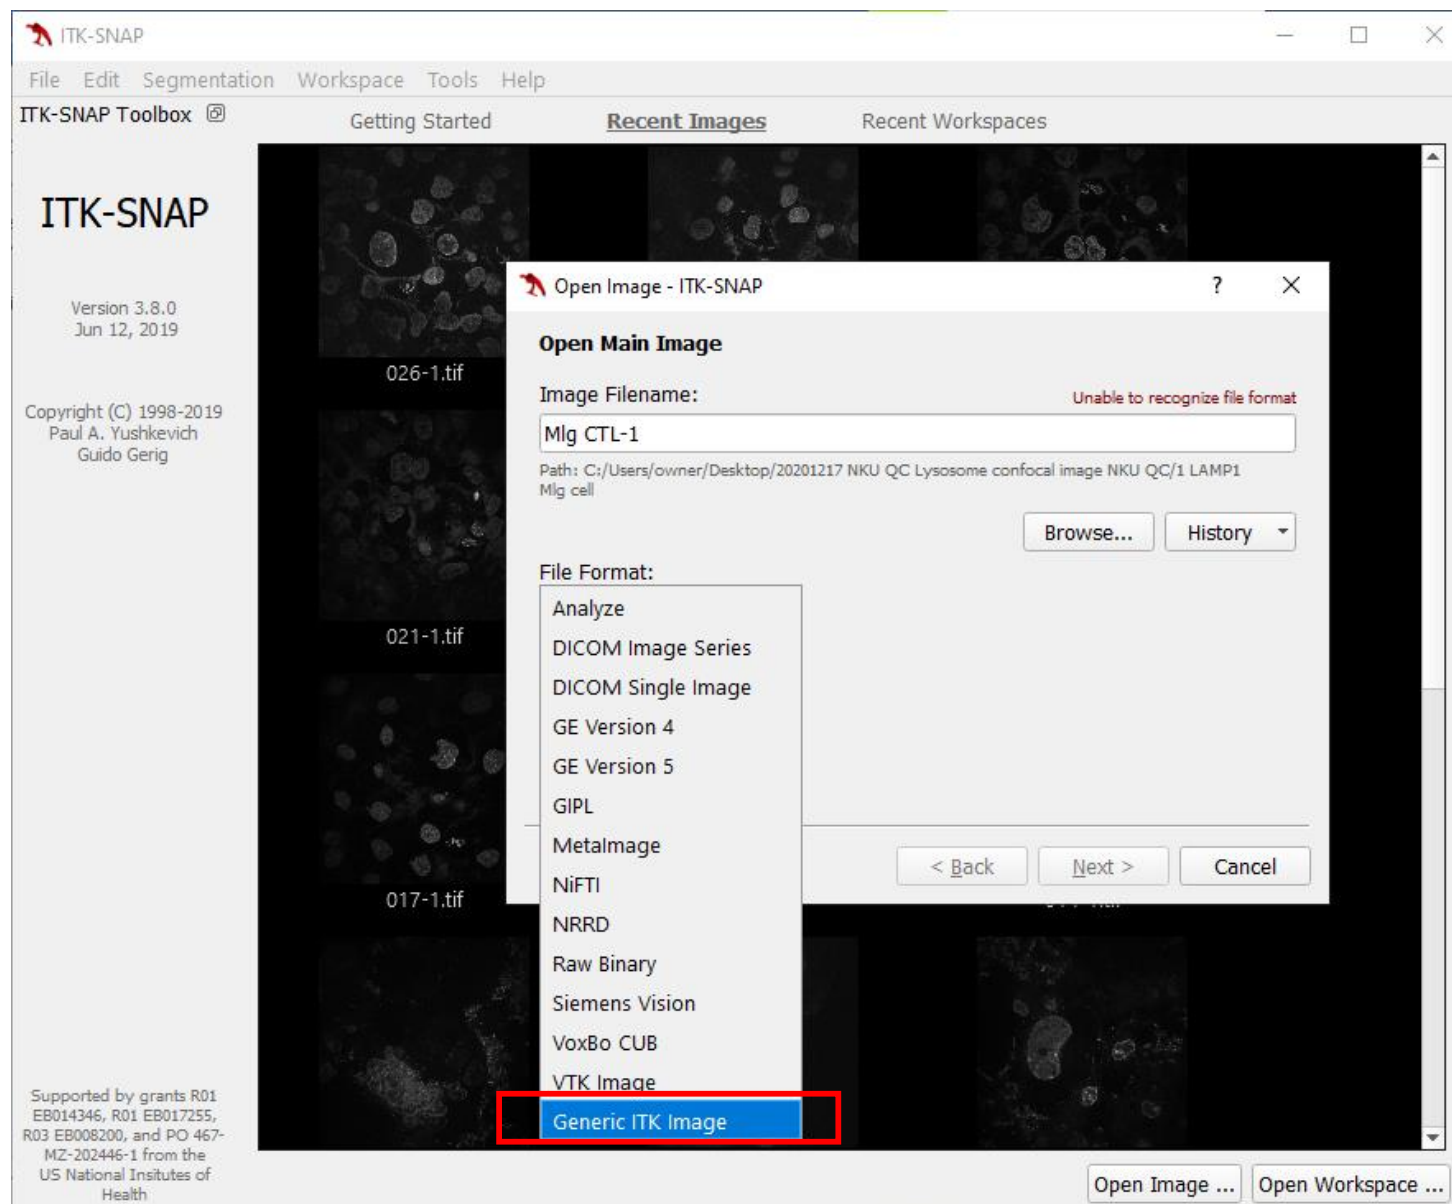 ITK-SNAP
File Edit Segmentation Workspace Tools Help
ITK-SNAP Toolbox
Getting Started Recent Images Recent Workspaces
ITK-SNAP
Version 3.8.0
Jun 12, 2019
Copyright (C) 1998-2019
Paul A. Yushkevich
Guido Gerig
Supported by grants R01
EB014346, R01 EB017255,
R03 EB008200, and PO 467-
MZ-202446-1 from the
US National Insitutes of
Health
026-1.tif
021-1.tif
017-1.tif
Open Image - ITK-SNAP
?
Open Main Image
Image Filename:
Unable to recognize file format
Mlg CTL-1
Path: C:/Users/owner/Desktop/20201217 NKU QC Lysosome confocal image NKU QC/1 LAMP1
Mlg cell
Browse... History
File Format:
Analyze
DICOM Image Series
DICOM Single Image
GE Version 4
GE Version 5
GIPL
MetaImage
NiFTI
NRRD
Raw Binary
Siemens Vision
VoxBo CUB
VTK Image
Generic ITK Image
< Back Next > Cancel
Open Image ... Open Workspace ...